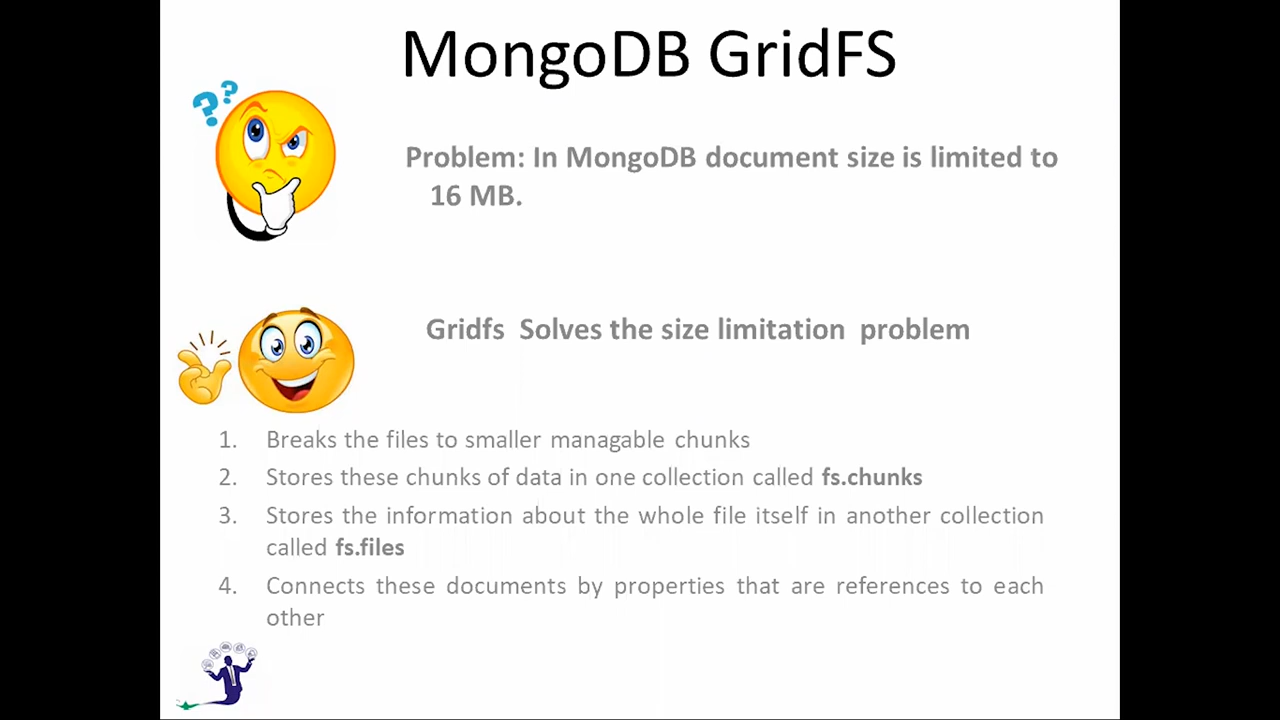 MongoDB GridFS
??
Problem: In MongoDB document size is limited to
16 MB.
Gridfs Solves the size limitation problem
1. Breaks the files to smaller managable chunks
2. Stores these chunks of data in one collection called fs.chunks
3. Stores the information about the whole file itself in another collection
called fs.files
4. Connects these documents by properties that are references to each
other